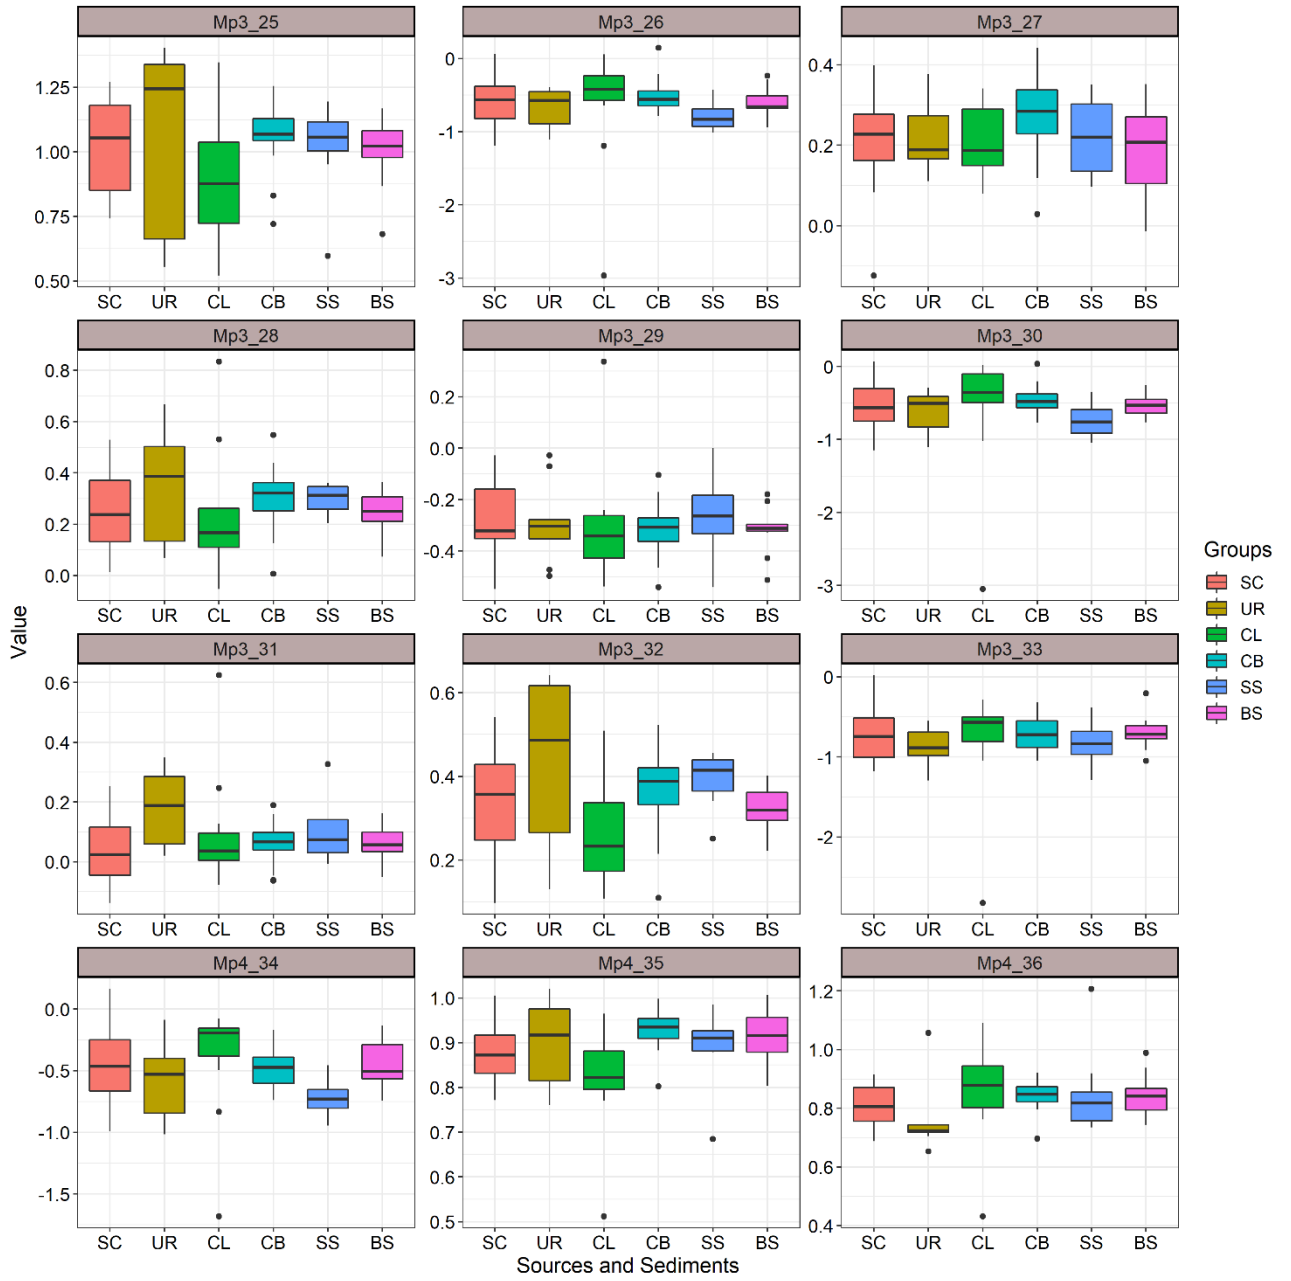 Mp3_25 Mp3_26 Mp3_27
1.25
1.00
0.75
0.50
0
-1
-2
-3
0.4
0.2
0.0
SC UR CL CB SS BS SC UR CL CB SS BS SC UR CL CB SS BS
Mp3_28 Mp3_29 Mp3_30
0.8
0.6
0.4
0.2
0.0
0.2
0.0
-0.2
-0.4
0
-1
-2
-3
SC UR CL CB SS BS SC UR CL CB SS BS SC UR CL CB SS BS
Mp3_31 Mp3_32 Mp3_33
0.6
0.4
0.2
0.0
0.6
0.4
0.2
0
-1
-2
SC UR CL CB SS BS SC UR CL CB SS BS SC UR CL CB SS BS
Mp4_34 Mp4_35 Mp4_36
0.0
-0.5
-1.0
-1.5
1.0
0.9
0.8
0.7
0.6
0.5
1.2
1.0
0.8
0.6
0.4
SC UR CL CB SS BS SC UR CL CB SS BS SC UR CL CB SS BS
Value
Sources and Sediments
Groups
SC
UR
CL
CB
SS
BS